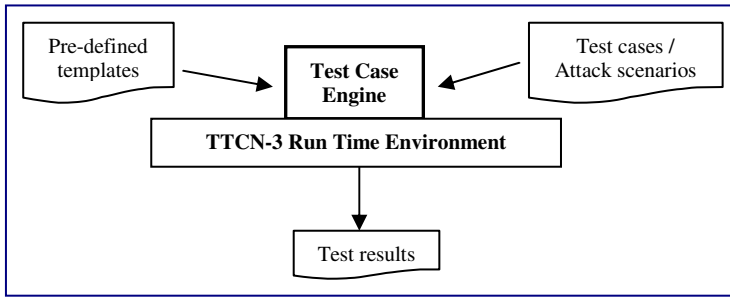 Pre-defined
templates
Test Case
Engine
Test cases /
Attack scenarios
TTCN-3 Run Time Environment
Test results